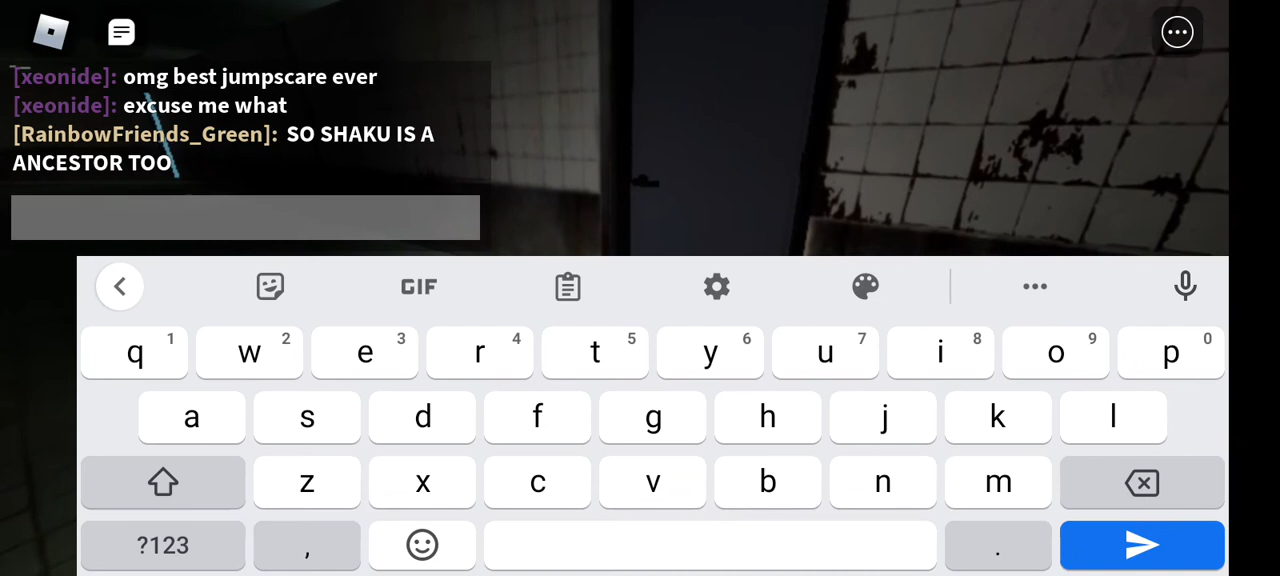 [xeonide]: omg best jumpscare ever
[xeonide]: excuse me what
[RainbowFriends_Green]: SO SHAKU IS A
ANCESTOR TOO
GIF
q 1 w 2 e 3 r 4 t 5 y 6 u 7 i 8 o 9 p 0
a s d f g h j k l
z x c v b n m
?123 , .